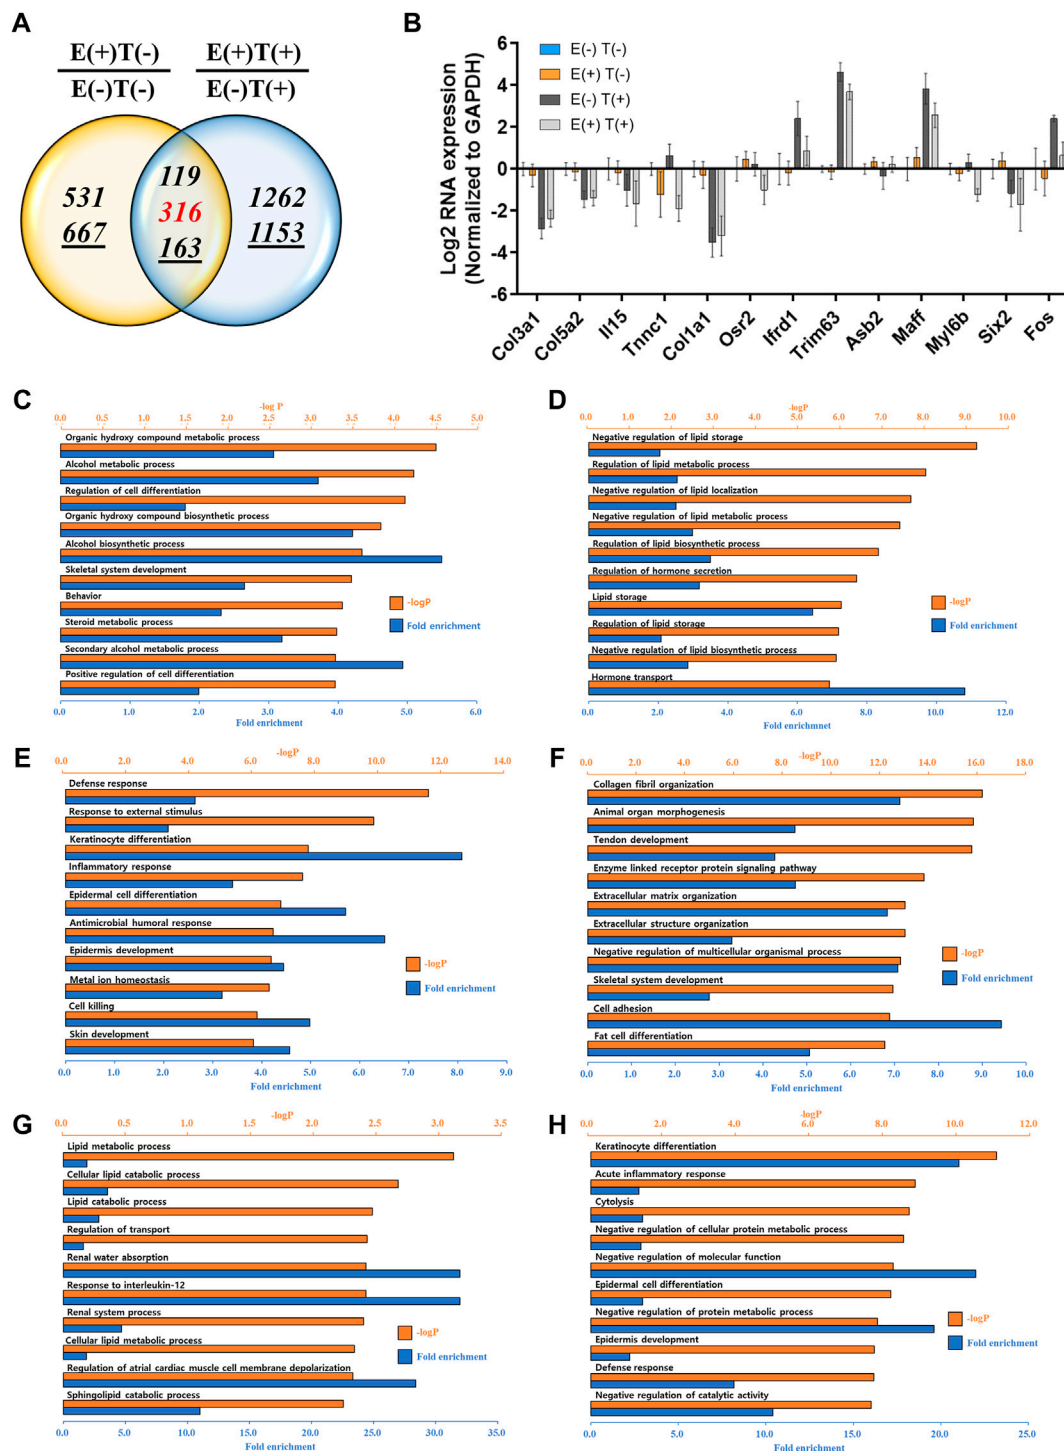 A
E(+)T(-)
E(-)T(-)
E(+)T(+)
E(-)T(+)
531
667
119
316
163
1262
1153
B
Log2 RNA expression
(Normalized to GAPDH)
6
4
2
0
-2
-4
-6
E(-) T(-)
E(+) T(-)
E(-) T(+)
E(+) T(+)
Col3a1
Col5a2
Il15
Tnnc1
Col1a1
Osr2
Ifrd1
Trim63
Asb2
Maff
Myl6b
Six2
Fos
C
-log P
0.0 0.5 1.0 1.5 2.0 2.5 3.0 3.5 4.0 4.5 5.0
Organic hydroxy compound metabolic process
Alcohol metabolic process
Regulation of cell differentiation
Organic hydroxy compound biosynthetic process
Alcohol biosynthetic process
Skeletal system development
Behavior
Steroid metabolic process
Secondary alcohol metabolic process
Positive regulation of cell differentiation
-logP
Fold enrichment
0.0 1.0 2.0 3.0 4.0 5.0 6.0
Fold enrichment
D
-logP
0.0 1.0 2.0 3.0 4.0 5.0 6.0 7.0 8.0 9.0 10.0
Negative regulation of lipid storage
Regulation of lipid metabolic process
Negative regulation of lipid localization
Negative regulation of lipid metabolic process
Regulation of lipid biosynthetic process
Regulation of hormone secretion
Lipid storage
Regulation of lipid storage
Negative regulation of lipid biosynthetic process
Hormone transport
-logP
Fold enrichment
0.0 2.0 4.0 6.0 8.0 10.0 12.0
Fold enrichmnet
E
-logP
0.0 2.0 4.0 6.0 8.0 10.0 12.0 14.0
Defense response
Response to external stimulus
Keratinocyte differentiation
Inflammatory response
Epidermal cell differentiation
Antimicrobial humoral response
Epidermis development
Metal ion homeostasis
Cell killing
Skin development
-logP
Fold enrichment
0.0 1.0 2.0 3.0 4.0 5.0 6.0 7.0 8.0 9.0
Fold enrichment
F
-logP
0.0 2.0 4.0 6.0 8.0 10.0 12.0 14.0 16.0 18.0
Collagen fibril organization
Animal organ morphogenesis
Tendon development
Enzyme linked receptor protein signaling pathway
Extracellular matrix organization
Extracellular structure organization
Negative regulation of multicellular organismal process
Skeletal system development
Cell adhesion
Fat cell differentiation
-logP
Fold enrichment
0.0 1.0 2.0 3.0 4.0 5.0 6.0 7.0 8.0 9.0 10.0
Fold enrichment
G
-logP
0.0 0.5 1.0 1.5 2.0 2.5 3.0 3.5
Lipid metabolic process
Cellular lipid catabolic process
Lipid catabolic process
Regulation of transport
Renal water absorption
Response to interleukin-12
Renal system process
Cellular lipid metabolic process
Regulation of atrial cardiac muscle cell membrane depolarization
Sphingolipid catabolic process
-logP
Fold enrichment
0.0 5.0 10.0 15.0 20.0 25.0 30.0 35.0
Fold enrichment
H
-logP
0.0 2.0 4.0 6.0 8.0 10.0 12.0
Keratinocyte differentiation
Acute inflammatory response
Cytolysis
Negative regulation of cellular protein metabolic process
Negative regulation of molecular function
Epidermal cell differentiation
Negative regulation of protein metabolic process
Epidermis development
Defense response
Negative regulation of catalytic activity
-logP
Fold enrichment
0.0 5.0 10.0 15.0 20.0 25.0
Fold enrichment